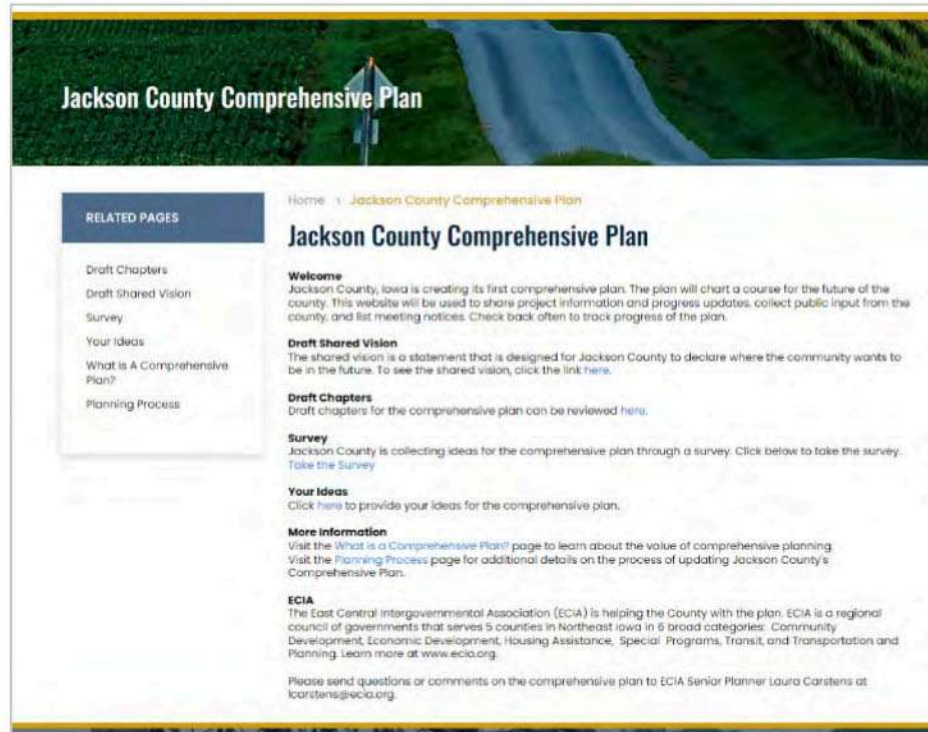 Jackson County Comprehensive Plan
RELATED PAGES
Draft Chapters
Draft Shared Vision
Survey
Your Ideas
What Is A Comprehensive
Plan?
Planning Process
Home › Jackson County Comprehensive Plan
Jackson County Comprehensive Plan
Welcome
Jackson County, Iowa is creating its first comprehensive plan. The plan will chart a course for the future of the
county. This website will be used to share project information and progress updates, collect public input from the
county, and list meeting notices. Check back often to track progress of the plan.
Draft Shared Vision
The shared vision is a statement that is designed for Jackson County to declare where the community wants to
be in the future. To see the shared vision, click the link here.
Draft Chapters
Draft chapters for the comprehensive plan can be reviewed here.
Survey
Jackson County is collecting ideas for the comprehensive plan through a survey. Click below to take the survey.
Take the Survey
Your Ideas
Click here to provide your ideas for the comprehensive plan.
More Information
Visit the What is a Comprehensive Plan? page to learn about the value of comprehensive planning.
Visit the Planning Process page for additional details on the process of updating Jackson County's
Comprehensive Plan.
ECIA
The East Central Intergovernmental Association (ECIA) is helping the County with the plan. ECIA is a regional
council of governments that serves 5 counties in Northeast Iowa in 6 broad categories: Community
Development, Economic Development, Housing Assistance, Special Programs, Transit, and Transportation and
Planning. Learn more at www.ecia.org.
Please send questions or comments on the comprehensive plan to ECIA Senior Planner Laura Carstens at
lcarstens@ecia.org.